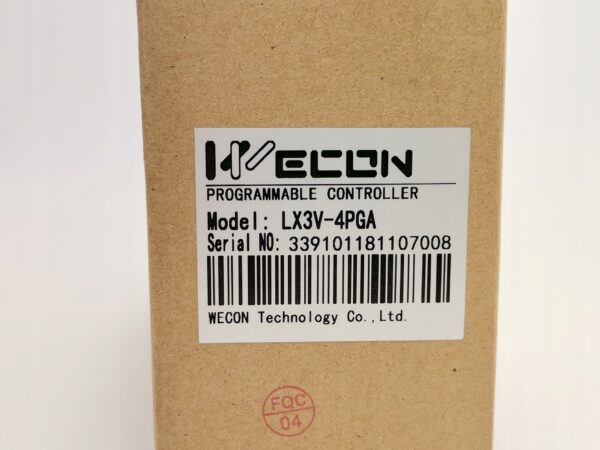 WECON
PROGRAMMABLE CONTROLLER
Model: LX3V-4PGA
Serial NO: 339101181107008
WECON Technology Co.,Ltd.
FQC
04